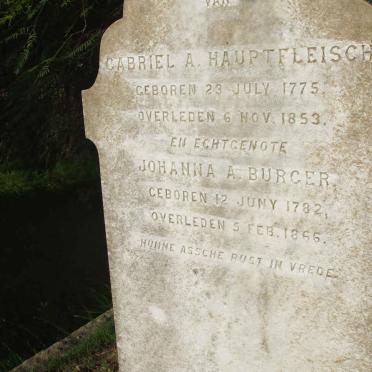 VAN
GABRIEL A. HAUPTFLEISCH
GEBOREN 23 JULY 1775.
OVERLEDEN 6 NOV. 1853.
EN ECHTGENOTE
JOHANNA A. BURGER,
GEBOREN 12 JUNY 1782,
OVERLEDEN 5 FEB. 1866.
HUNNE ASSCHE RUST IN VREDE